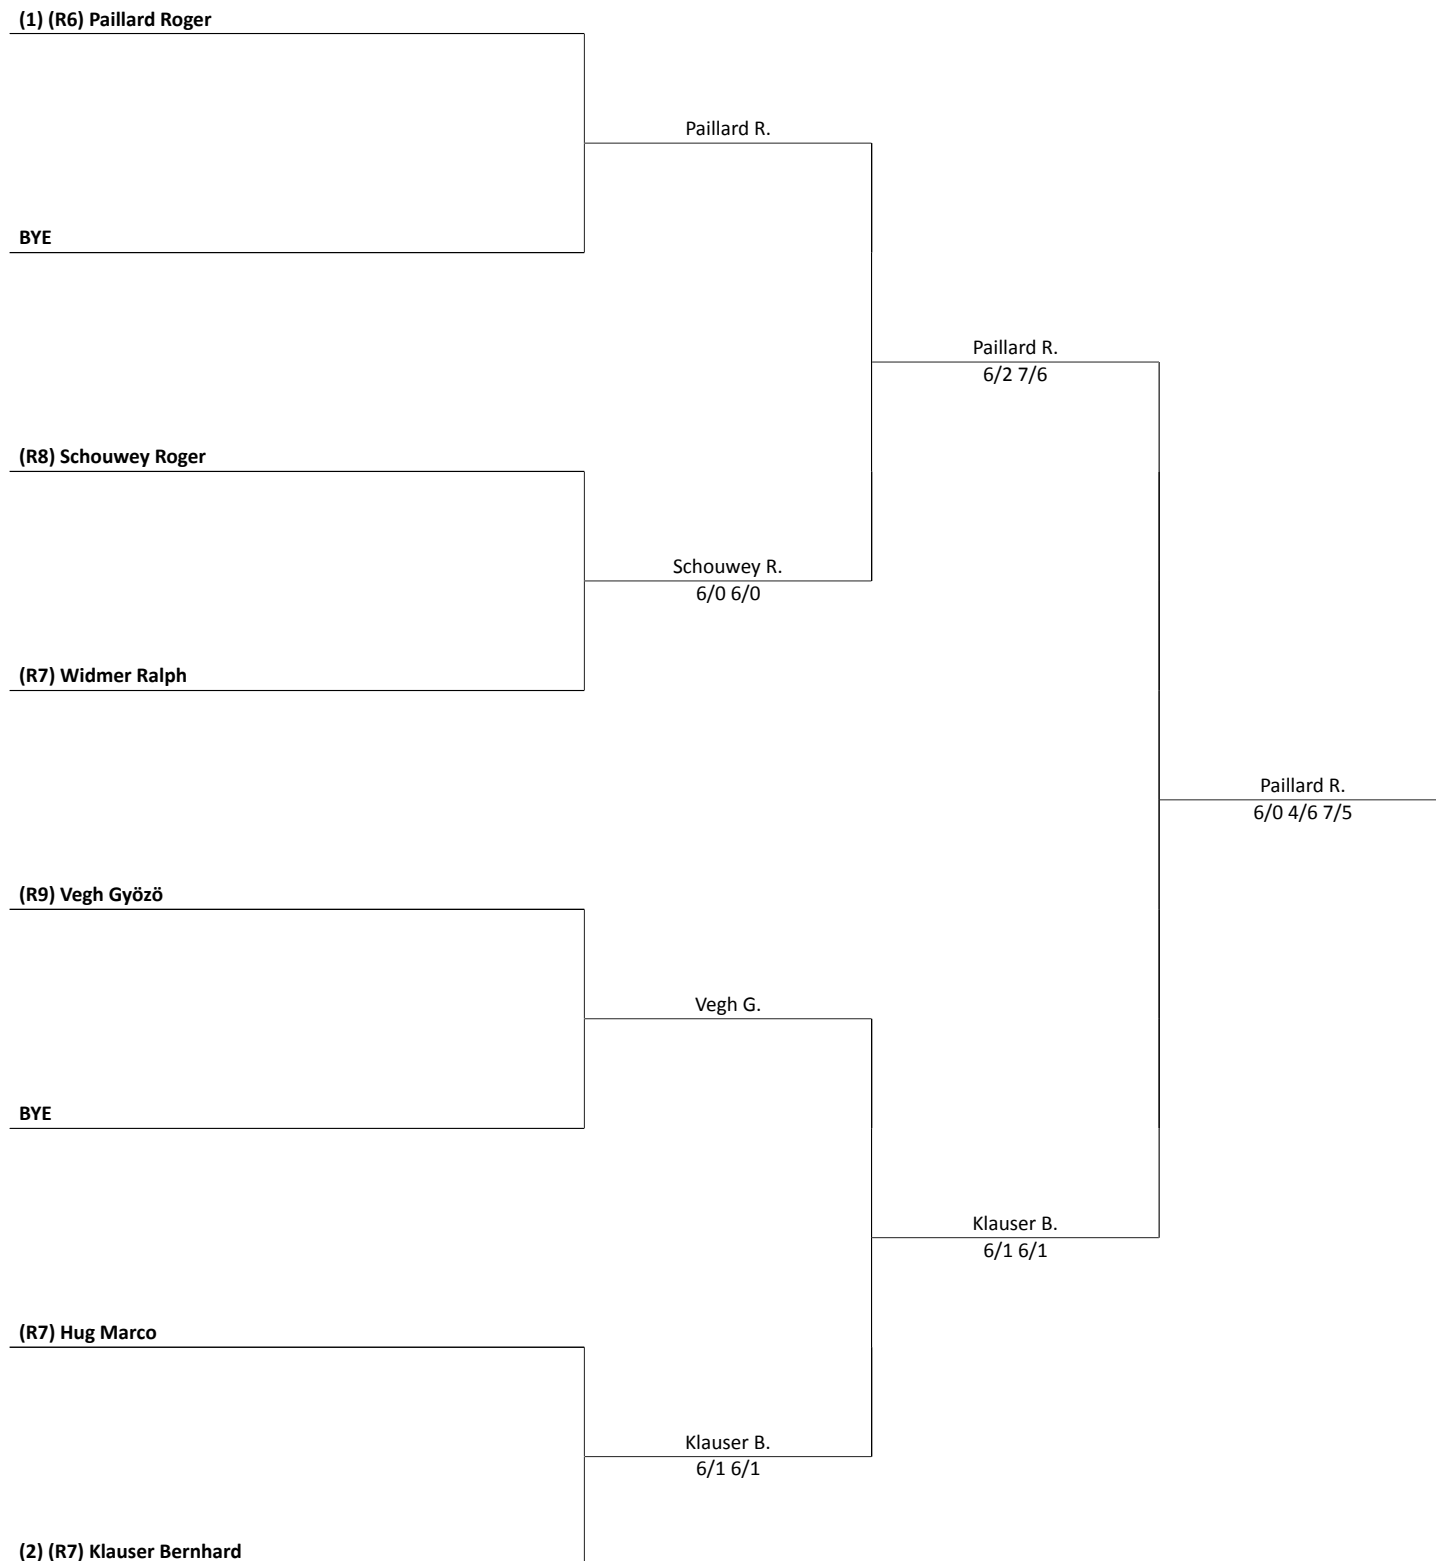 (1) (R6) Paillard Roger
Paillard R.
BYE
Paillard R.
6/2 7/6
(R8) Schouwey Roger
Schouwey R.
6/0 6/0
(R7) Widmer Ralph
Paillard R.
6/0 4/6 7/5
(R9) Vegh Gyözö
Vegh G.
BYE
Klauser B.
6/1 6/1
(R7) Hug Marco
Klauser B.
6/1 6/1
(2) (R7) Klauser Bernhard